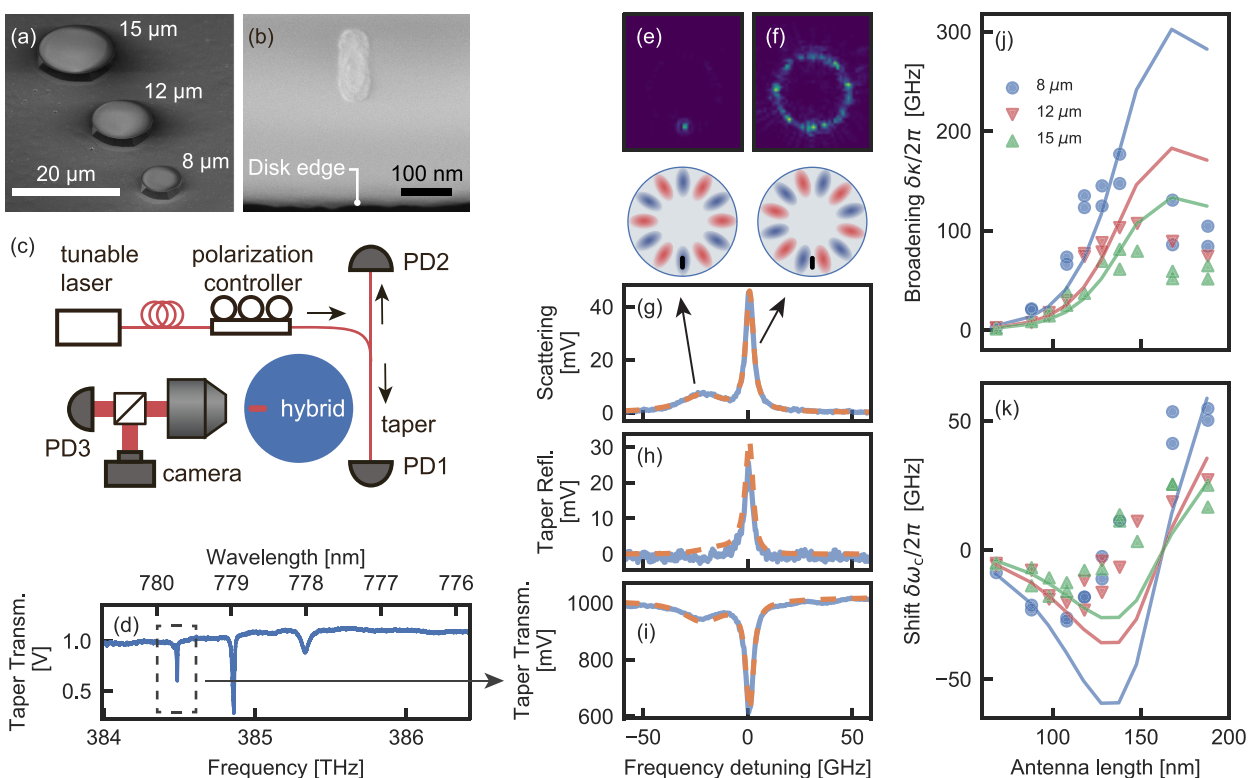 (a)
15 µm
12 µm
8 µm
20 µm
(b)
Disk edge
100 nm
(c)
tunable
laser
polarization
controller
PD2
hybrid
taper
PD3
camera
PD1
Wavelength [nm]
780 779 778 777 776
(d)
Taper Transm.
[V]
1.0
0.5
384 385 386
Frequency [THz]
(e)
(f)
(g)
Scattering
[mV]
40
20
0
(h)
Taper Refl.
[mV]
30
20
10
0
(i)
Taper Transm.
[mV]
1000
800
600
−50 0 50
Frequency detuning [GHz]
(j)
Broadening δκ/2π [GHz]
300
200
100
0
8 µm
12 µm
15 µm
(k)
Shift δωc/2π [GHz]
50
0
−50
100 150 200
Antenna length [nm]